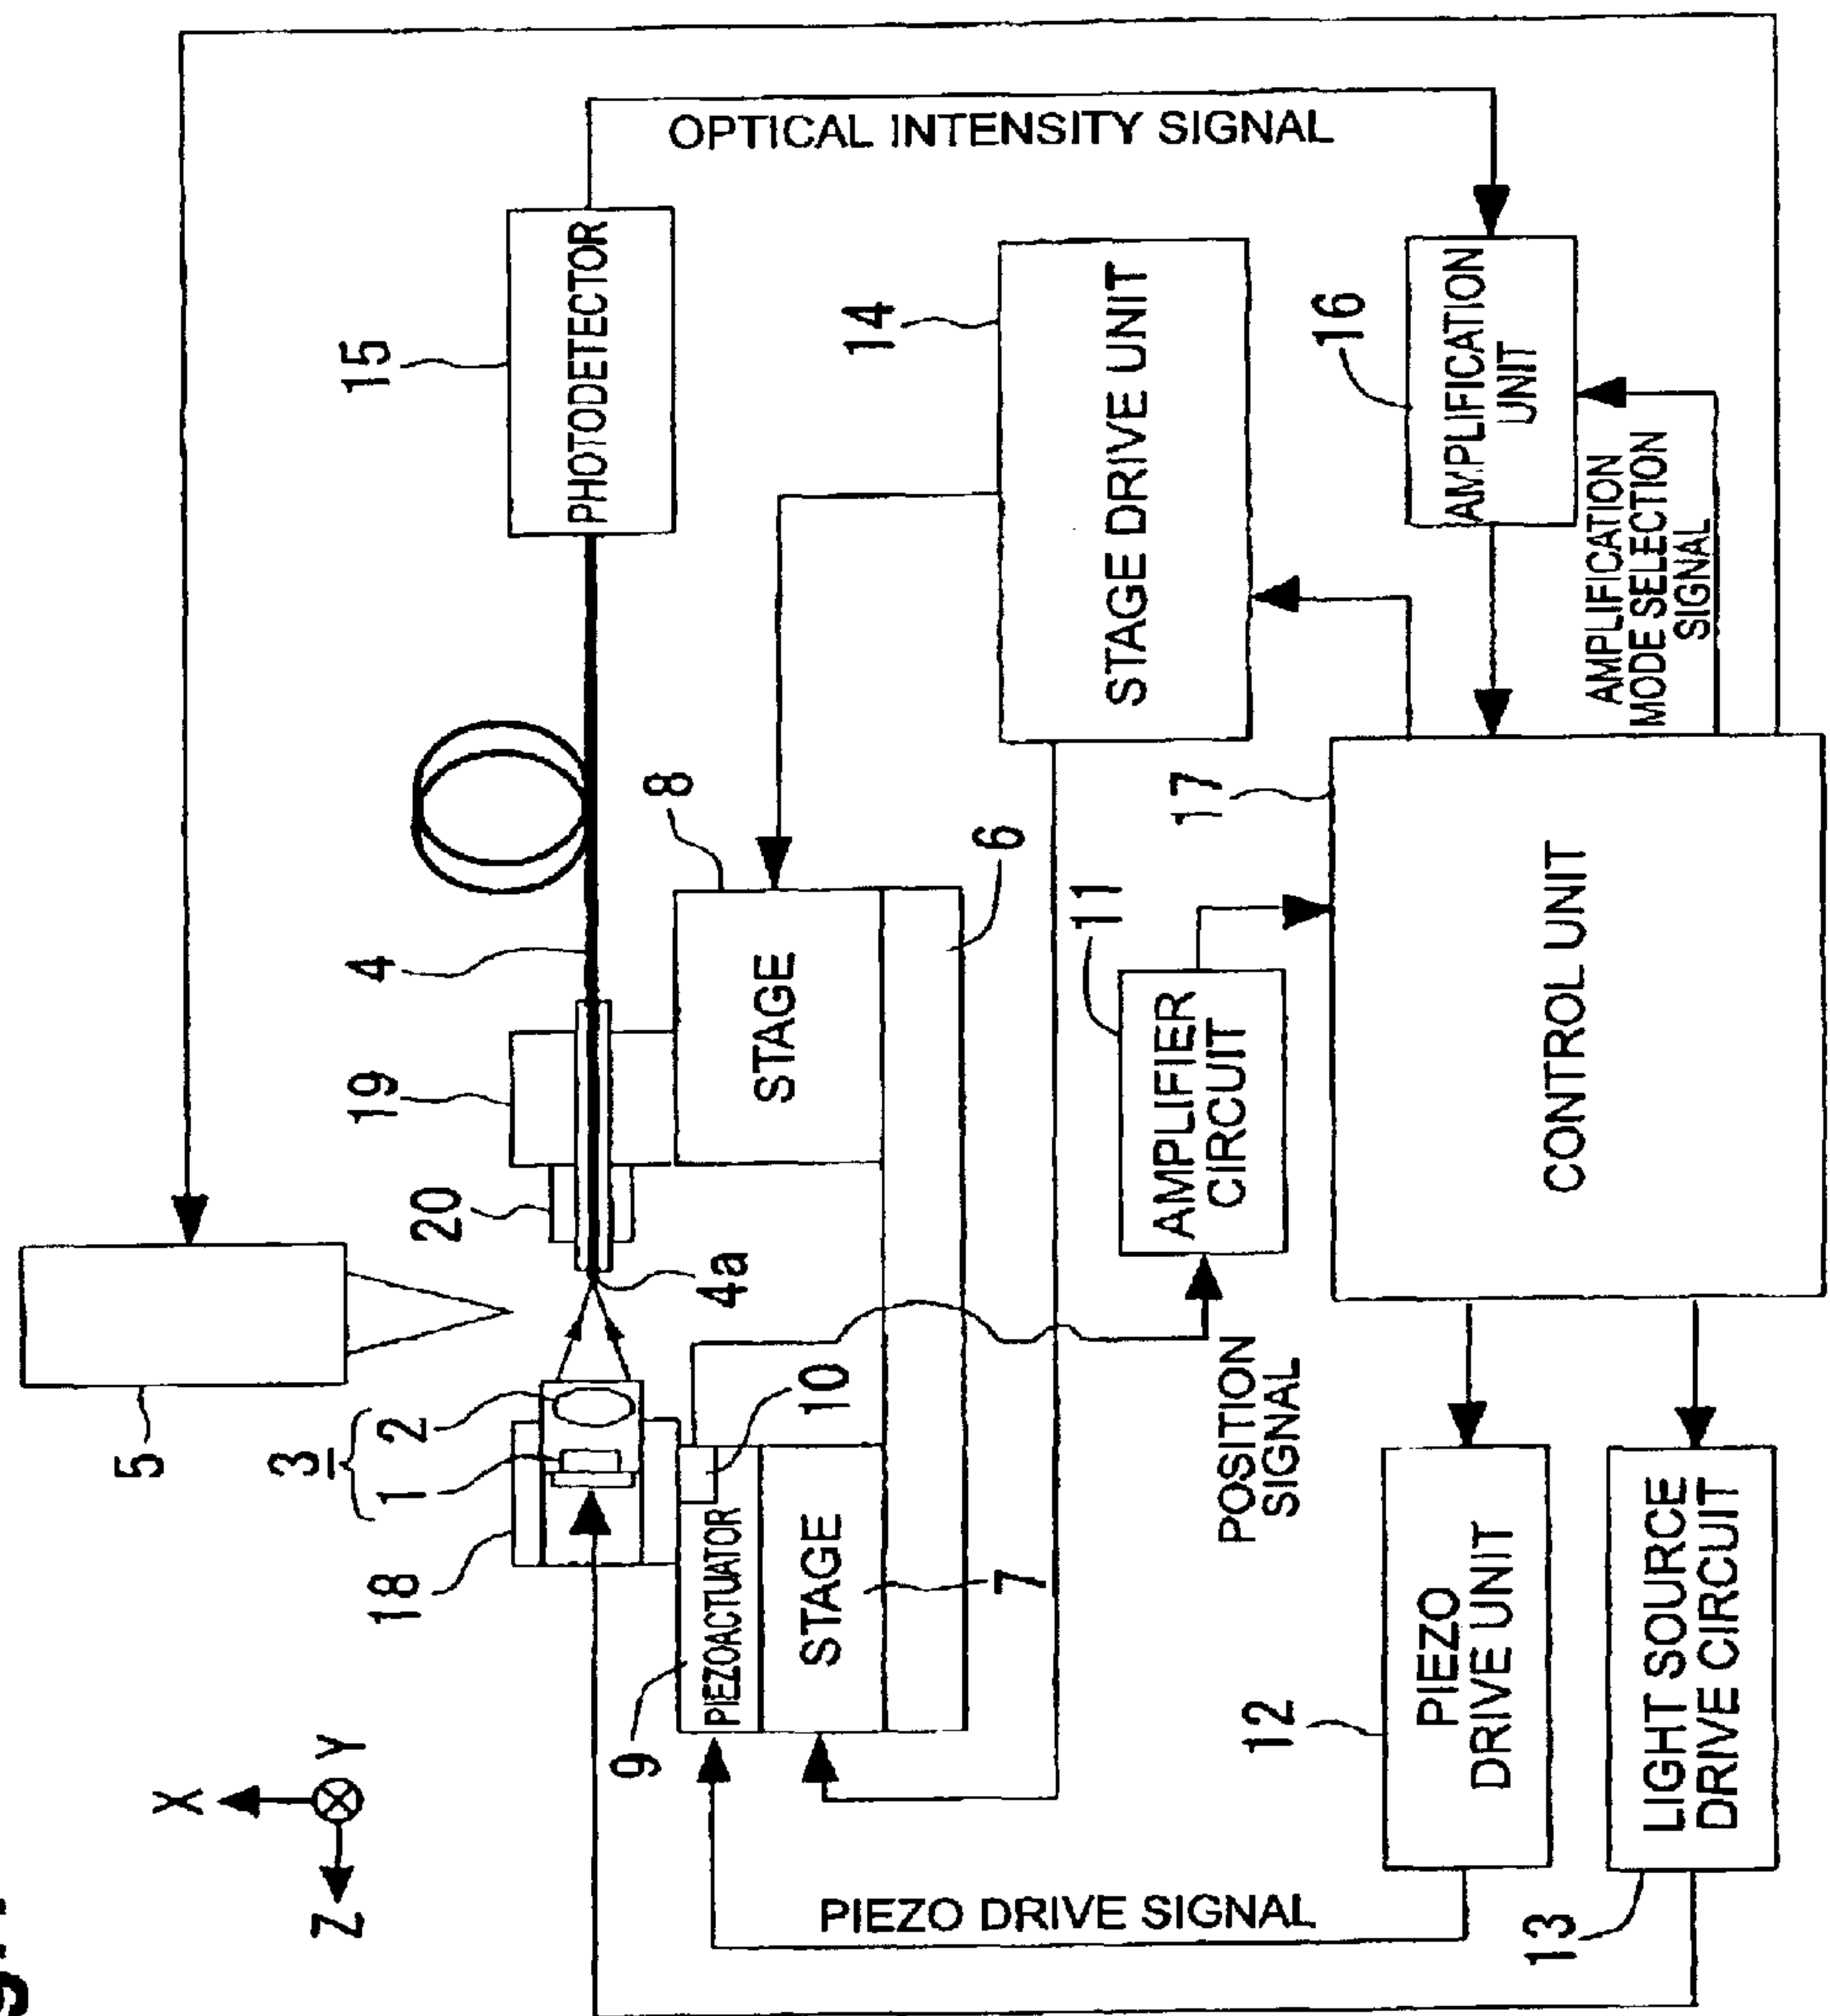 OPTICAL INTENSITY SIGNAL
15
PHOTODETECTOR
14
STAGE DRIVE UNIT
16
AMPLIFICATION
UNIT
AMPLIFICATION
MODE SELECTION
SIGNAL
4
8
STAGE
6
19
20
4a
5
3
2
1
18
10
PIEZOACTUATOR
9
STAGE
7
11
AMPLIFIER
CIRCUIT
POSITION
SIGNAL
17
CONTROL UNIT
12
PIEZO
DRIVE UNIT
13
LIGHT SOURCE
DRIVE CIRCUIT
PIEZO DRIVE SIGNAL
X
Y
Z